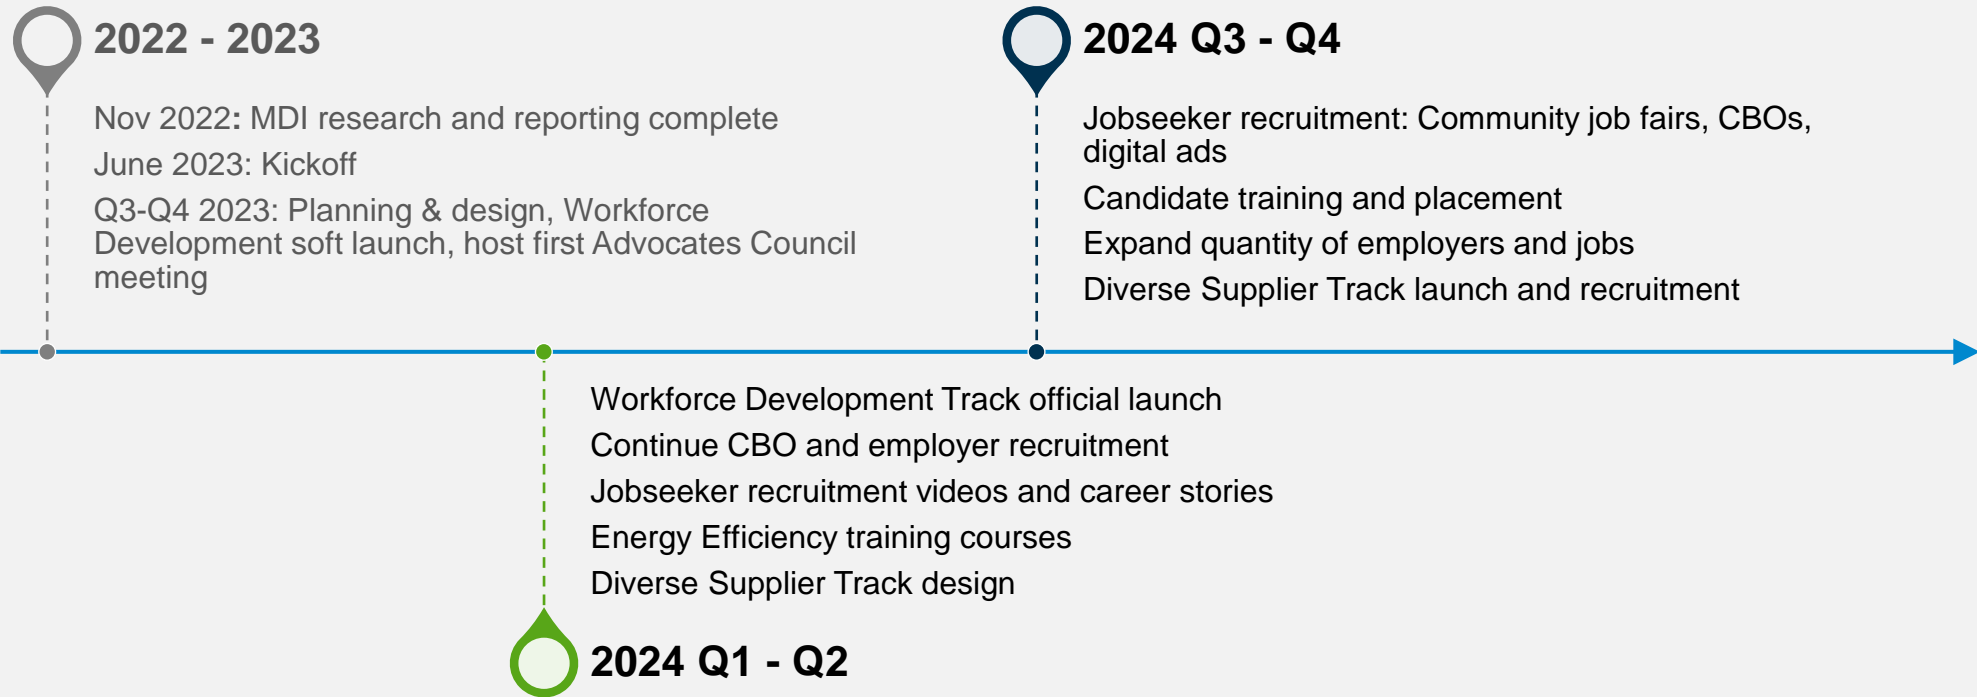 2022 - 2023
Nov 2022: MDI research and reporting complete
June 2023: Kickoff
Q3-Q4 2023: Planning & design, Workforce
Development soft launch, host first Advocates Council
meeting
2024 Q3 - Q4
Jobseeker recruitment: Community job fairs, CBOs,
digital ads
Candidate training and placement
Expand quantity of employers and jobs
Diverse Supplier Track launch and recruitment
Workforce Development Track official launch
Continue CBO and employer recruitment
Jobseeker recruitment videos and career stories
Energy Efficiency training courses
Diverse Supplier Track design
2024 Q1 - Q2